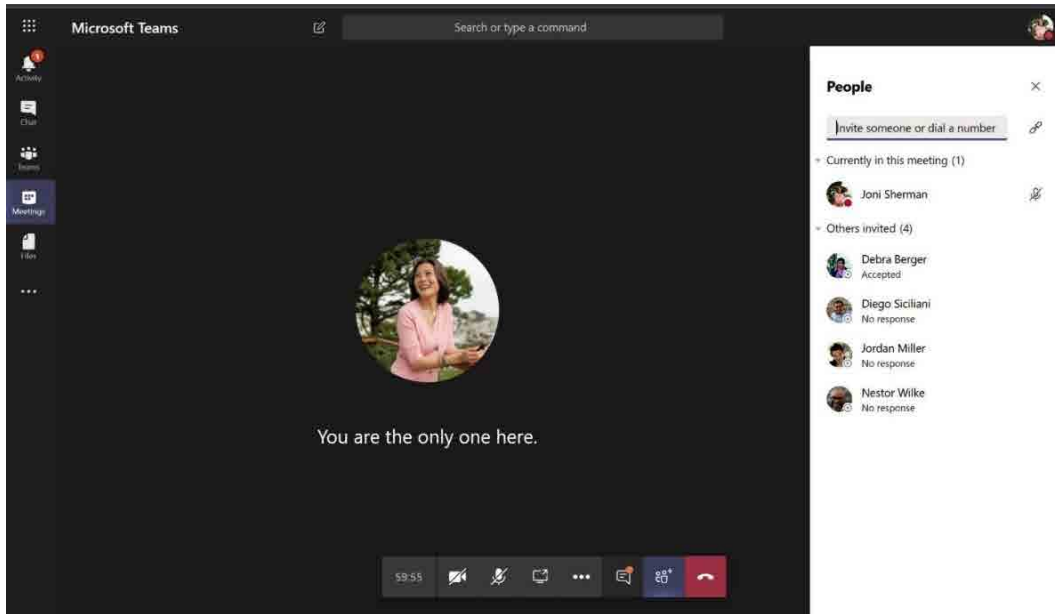 Microsoft Teams
Search or type a command
1
Activity
Chat
Teams
Meetings
Files
You are the only one here.
59:55
People
Invite someone or dial a number
Currently in this meeting (1)
Joni Sherman
Others invited (4)
Debra Berger
Accepted
Diego Siciliani
No response
Jordan Miller
No response
Nestor Wilke
No response